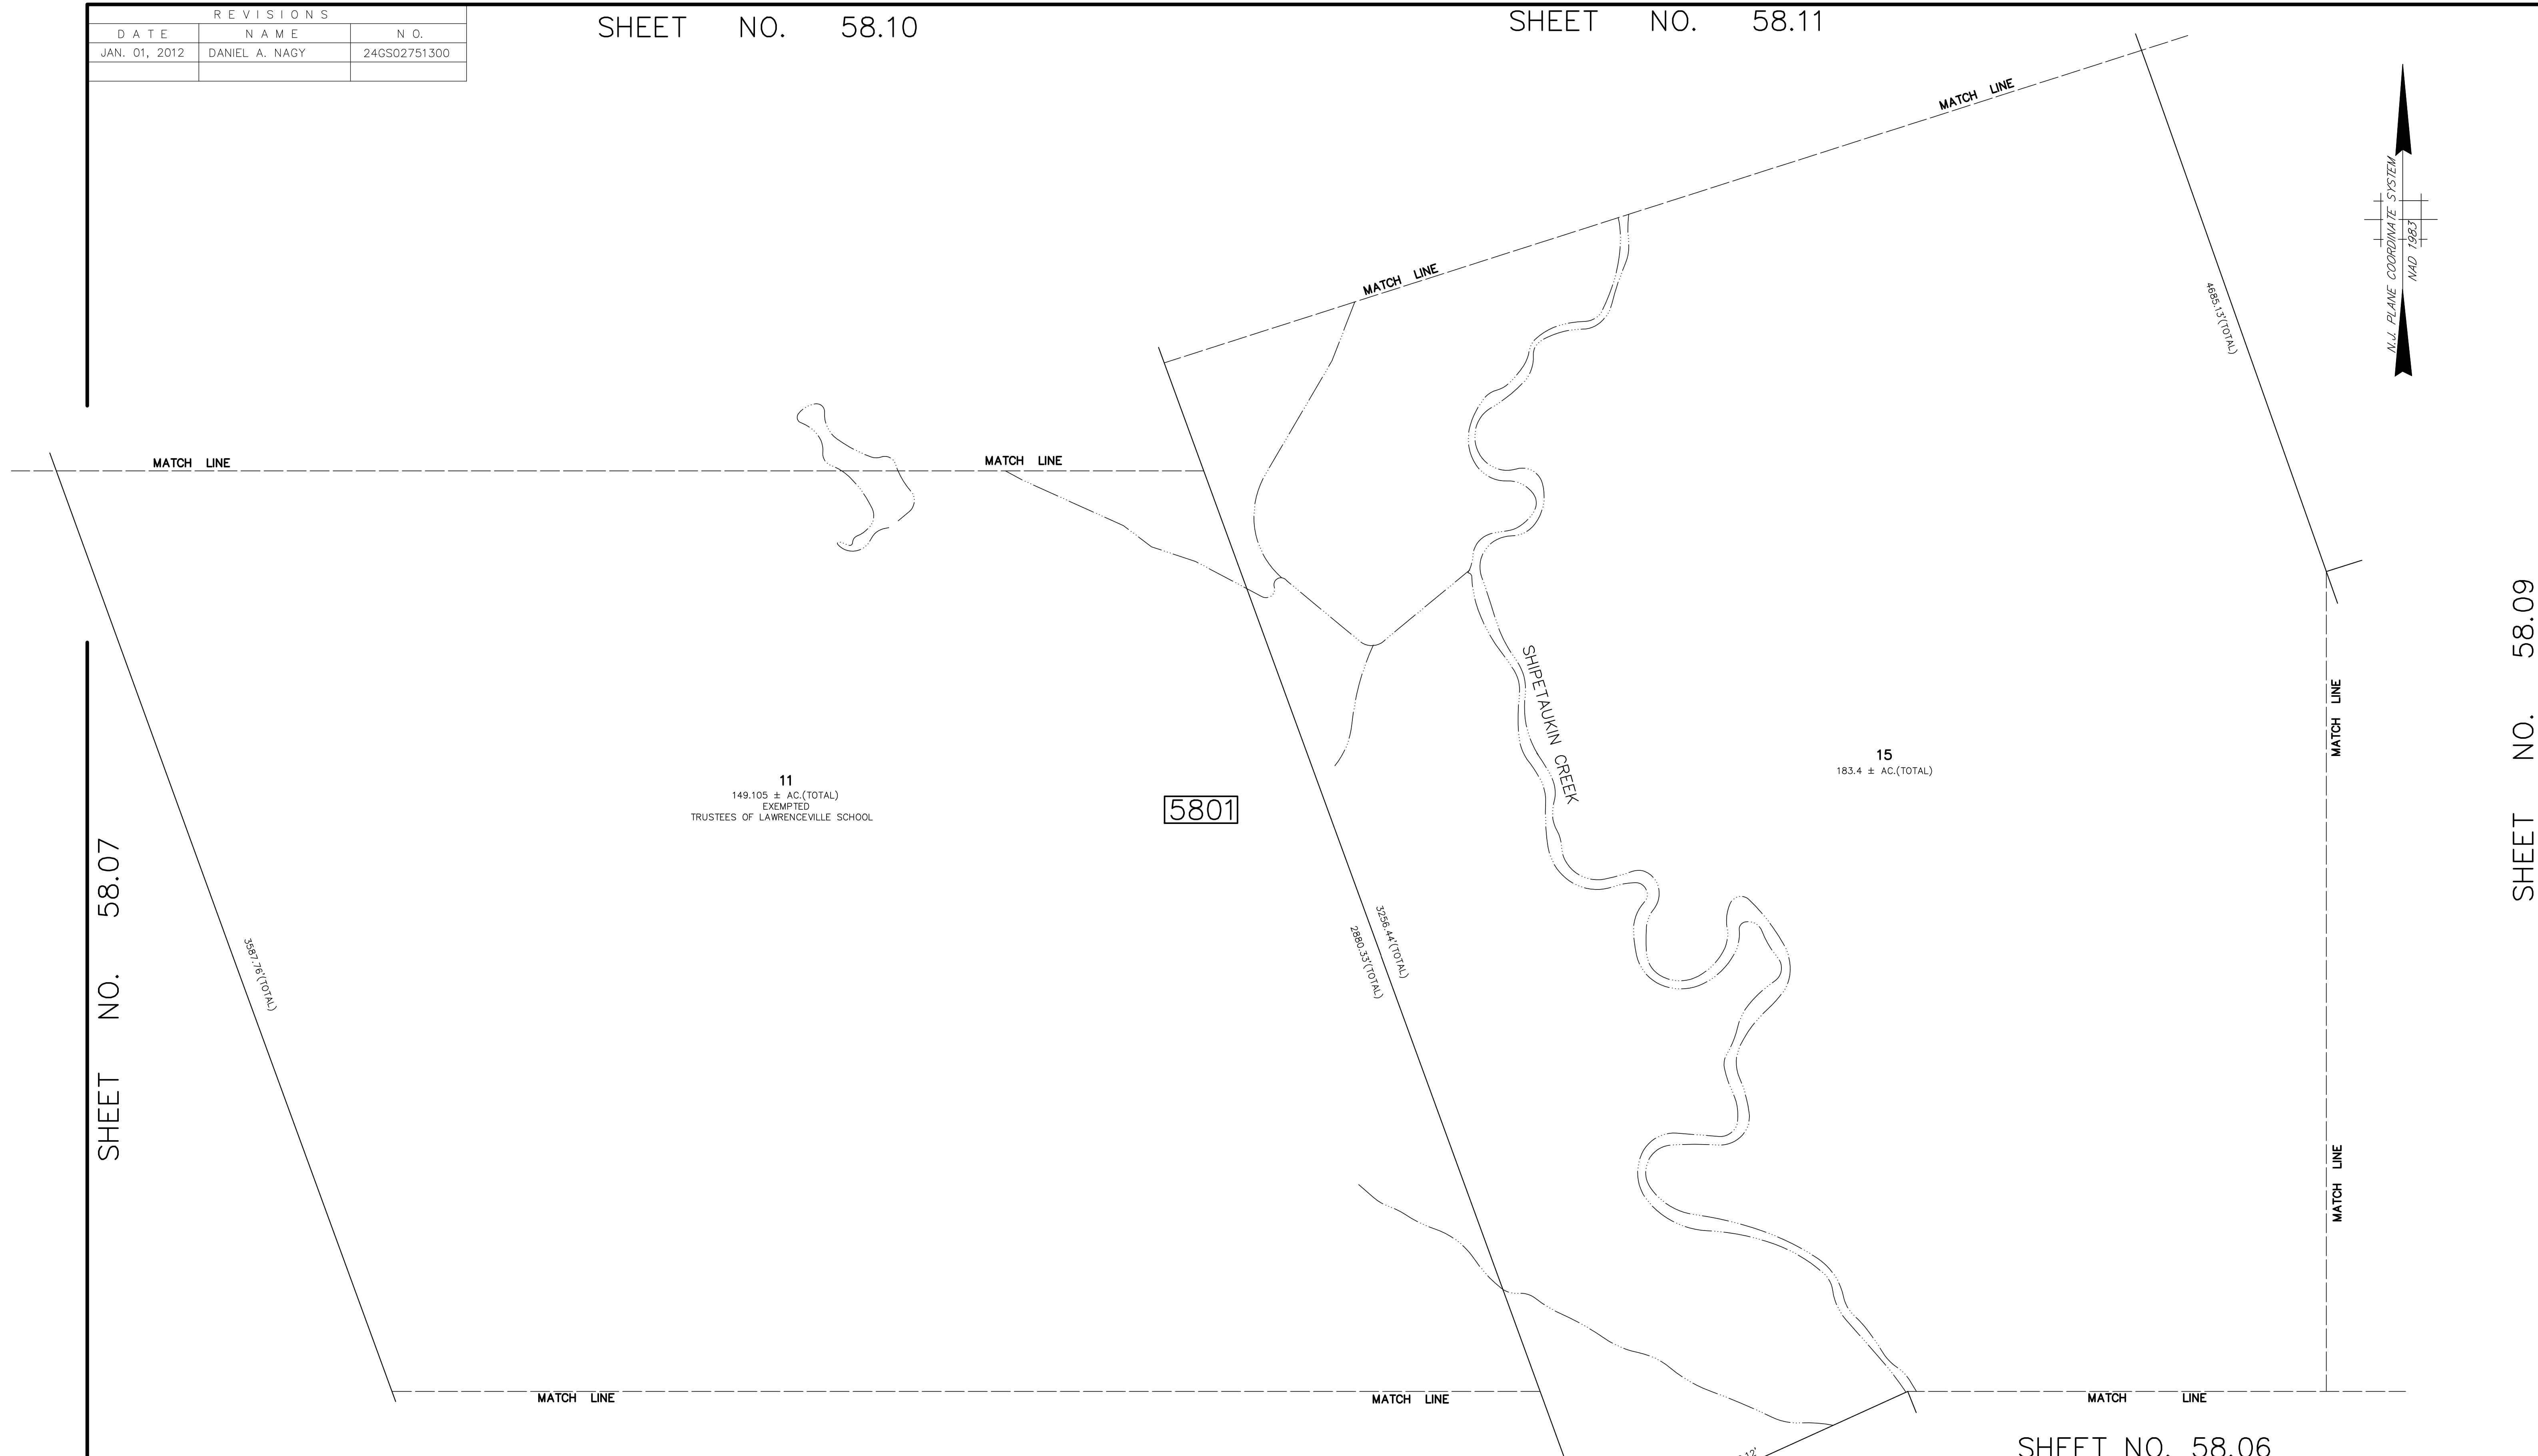 REVISIONS
DATE NAME NO.
JAN. 01, 2012 DANIEL A. NAGY 24GS02751300
SHEET NO. 58.10
SHEET NO. 58.11
MATCH LINE
MATCH LINE
4685.13'(TOTAL)
N.J. PLANE COORDINATE SYSTEM
NAD 1983
MATCH LINE
MATCH LINE
SHEET NO. 58.09
MATCH LINE
SHIPETAUKIN CREEK
15
183.4 ± AC.(TOTAL)
11
149.105 ± AC.(TOTAL)
EXEMPTED
TRUSTEES OF LAWRENCEVILLE SCHOOL
5801
SHEET NO. 58.07
3587.76'(TOTAL)
3256.44'(TOTAL)
2880.33'(TOTAL)
MATCH LINE
MATCH LINE
MATCH LINE
MATCH LINE
SHEET NO. 58.06